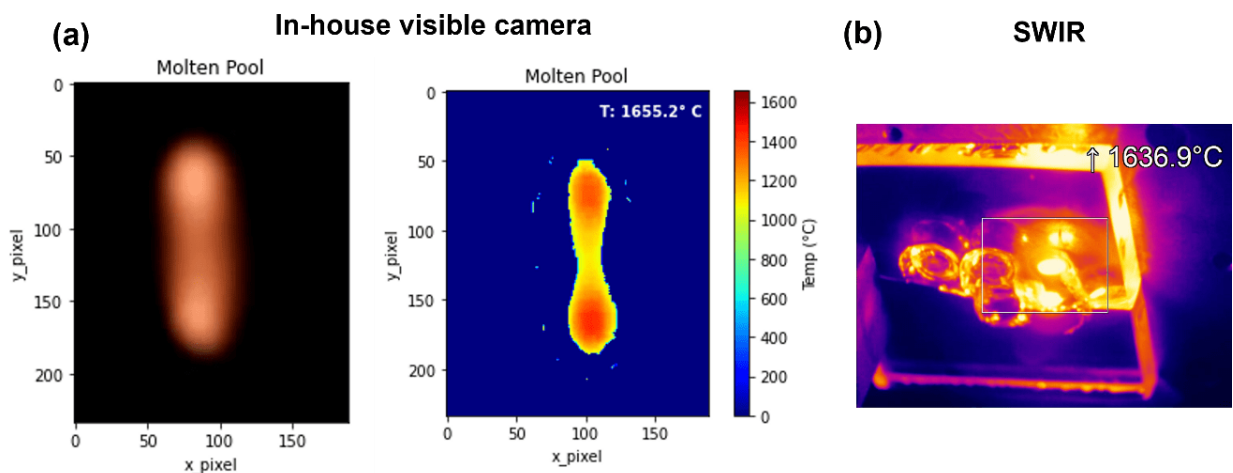 (a)
In-house visible camera
(b)
SWIR
Molten Pool
0
50
100
150
200
y_pixel
0
50
100
150
x_pixel
Molten Pool
T: 1655.2° C
0
50
100
150
200
y_pixel
0
50
100
150
x_pixel
1600
1400
1200
1000
800
600
400
200
0
Temp (°C)
↑ 1636.9°C